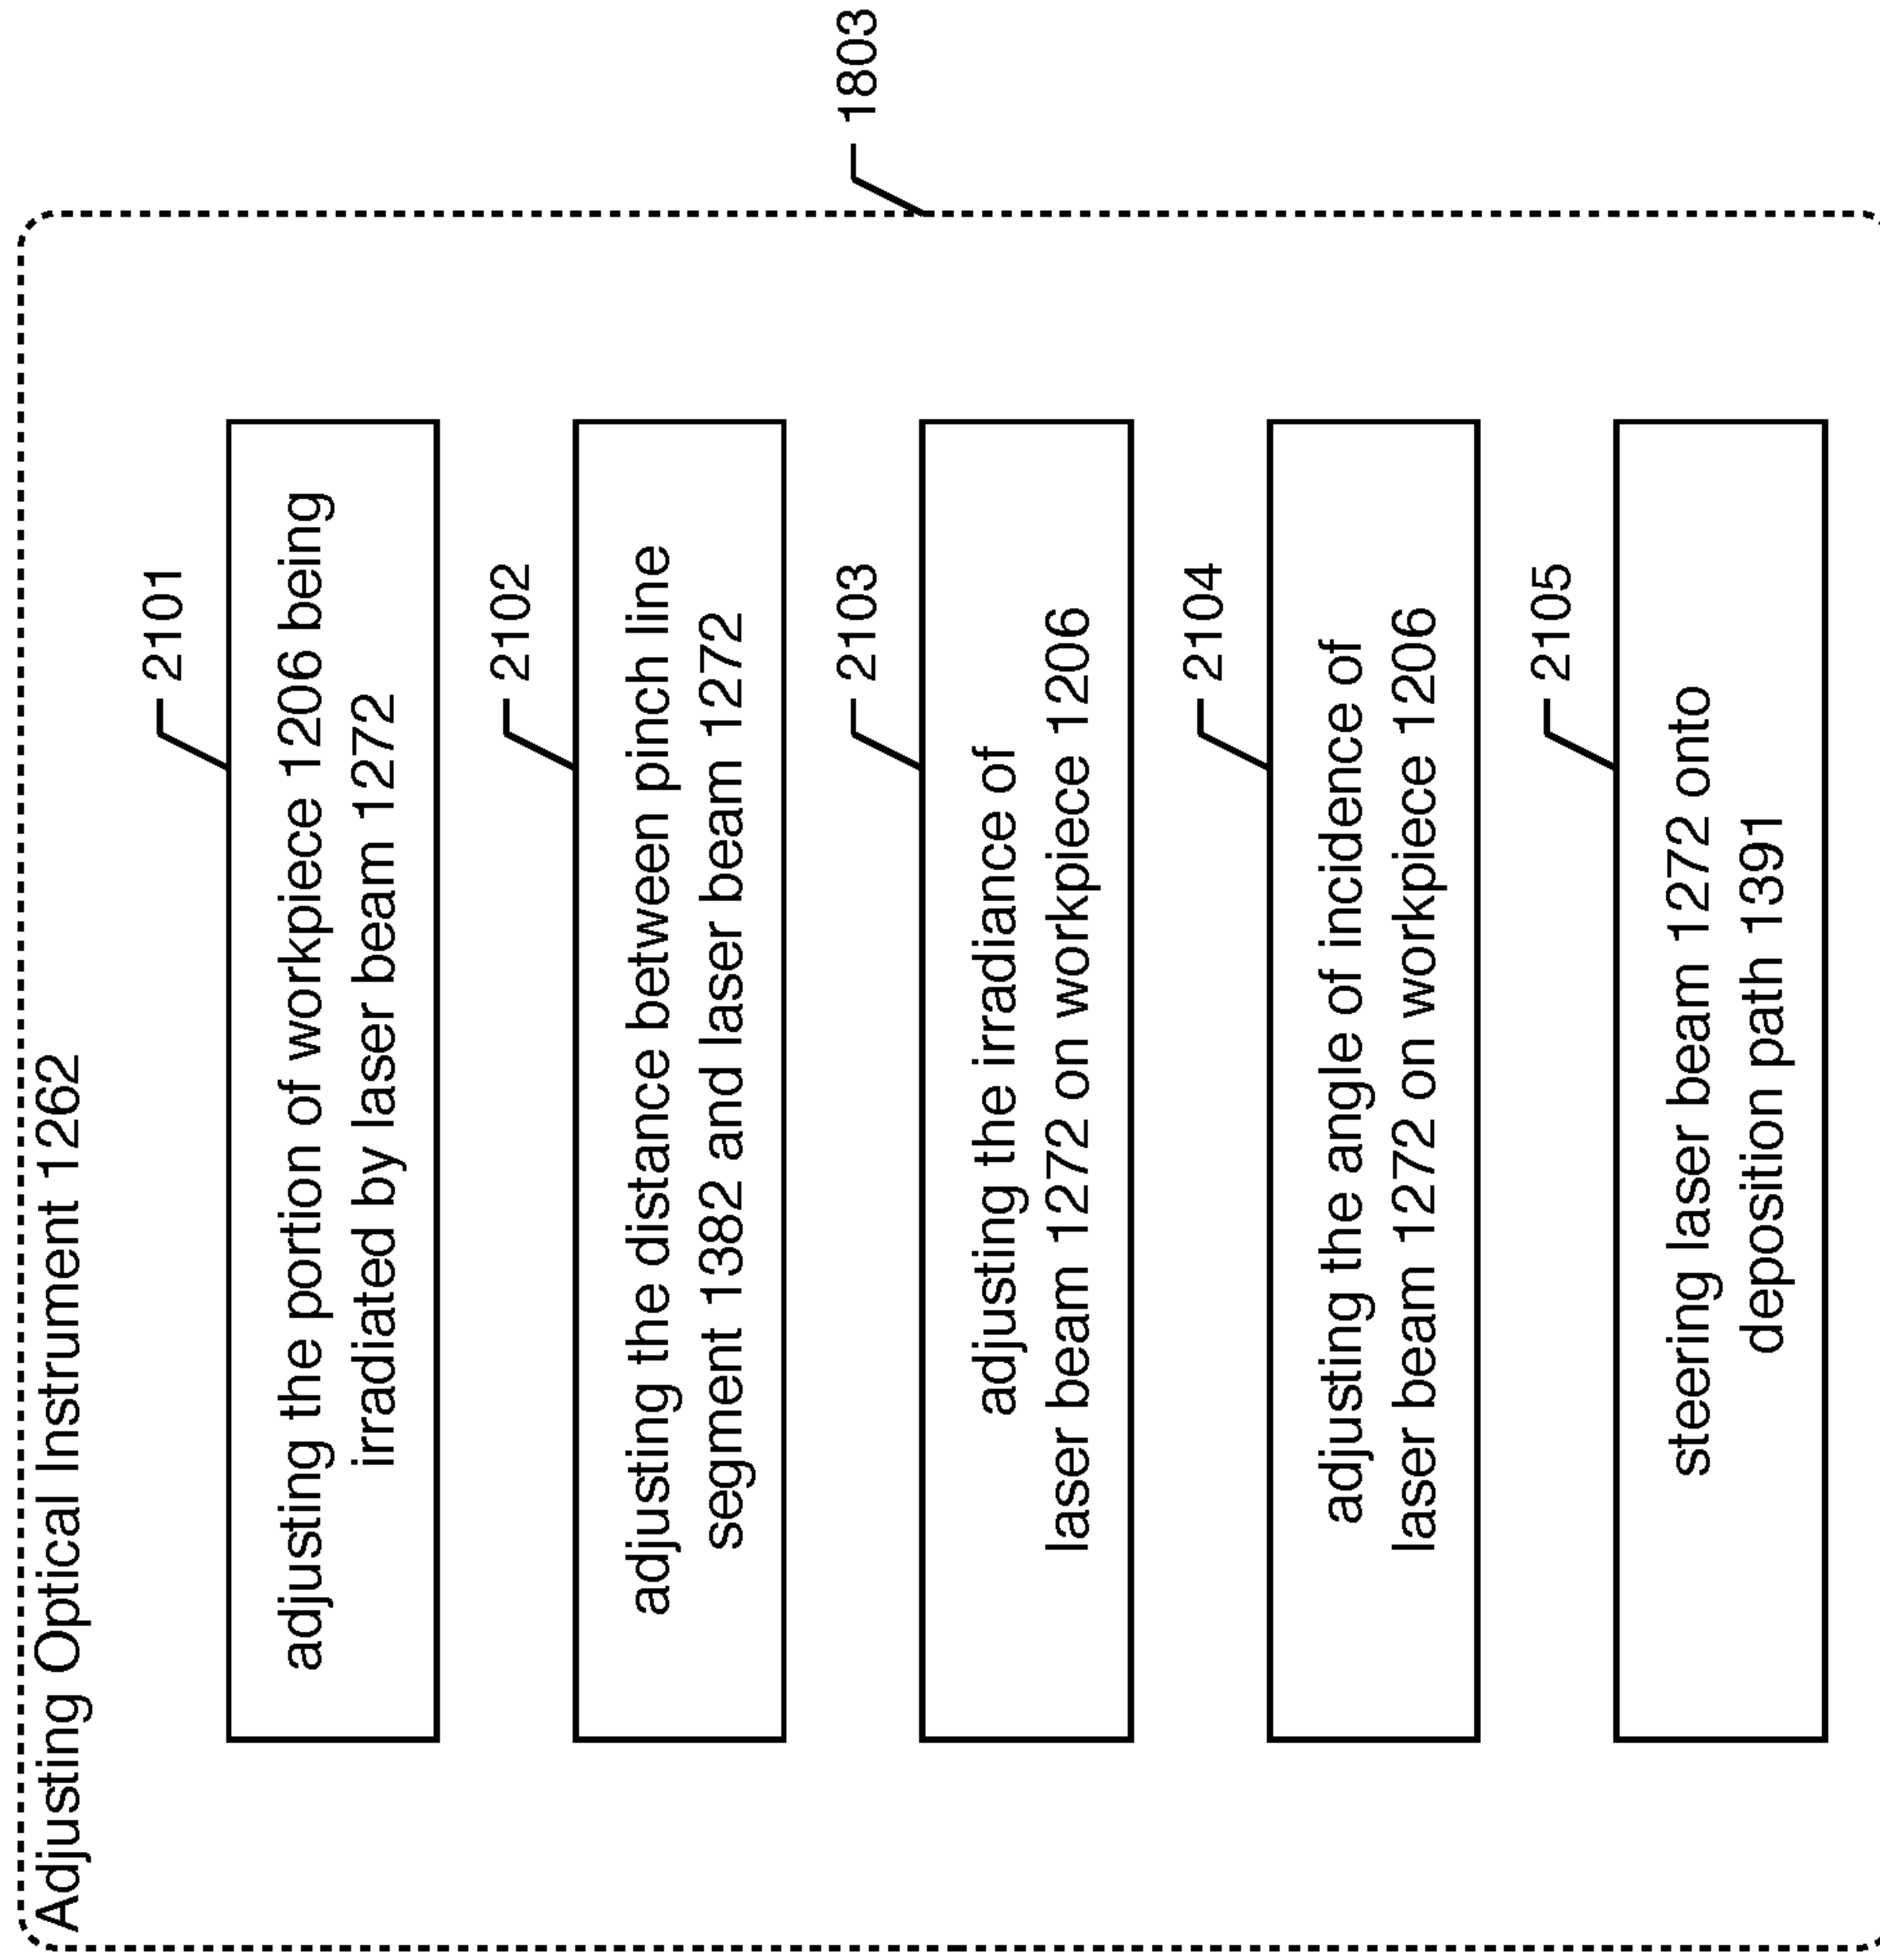 Adjusting Optical Instrument 1262
2101
adjusting the portion of workpiece 1206 being
irradiated by laser beam 1272
2102
adjusting the distance between pinch line
segment 1382 and laser beam 1272
1803
2103
adjusting the irradiance of
laser beam 1272 on workpiece 1206
2104
adjusting the angle of incidence of
laser beam 1272 on workpiece 1206
2105
steering laser beam 1272 onto
deposition path 1391